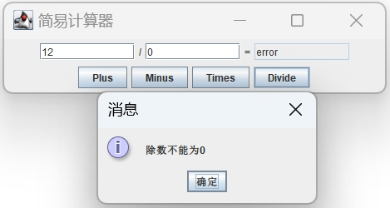 简易计算器
12 / 0 = error
Plus Minus Times Divide
消息
除数不能为0
确定